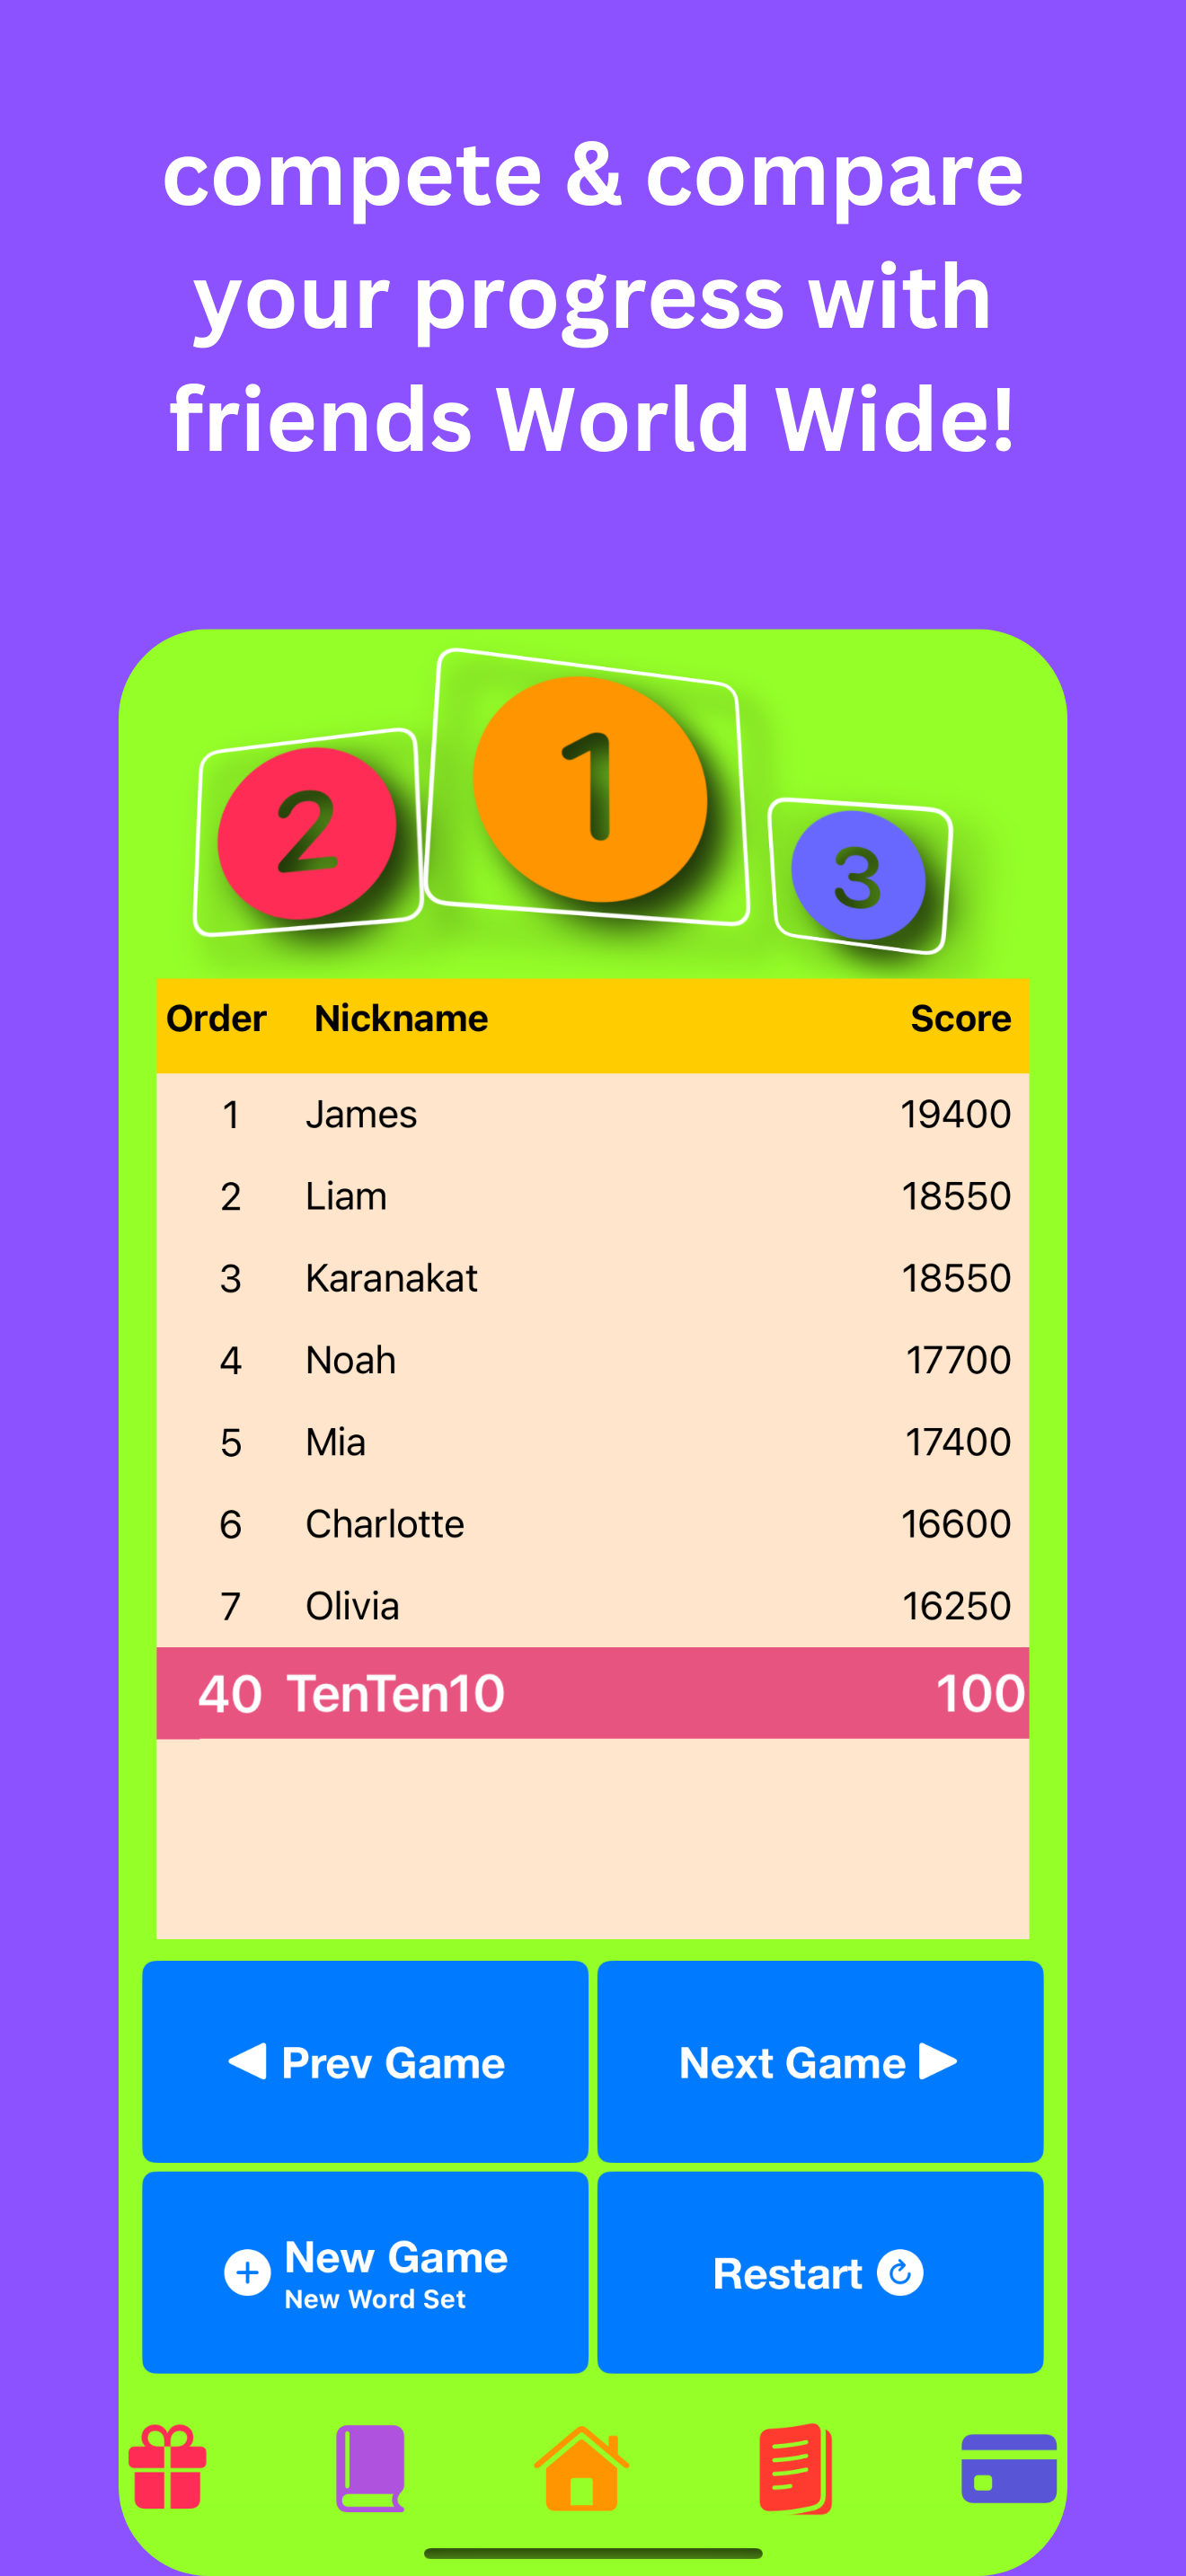 compete & compare
your progress with
friends World Wide!
2 1 3
Order Nickname Score
1 James 19400
2 Liam 18550
3 Karanakat 18550
4 Noah 17700
5 Mia 17400
6 Charlotte 16600
7 Olivia 16250
40 TenTen10 100
Prev Game Next Game
New Game
New Word Set
Restart